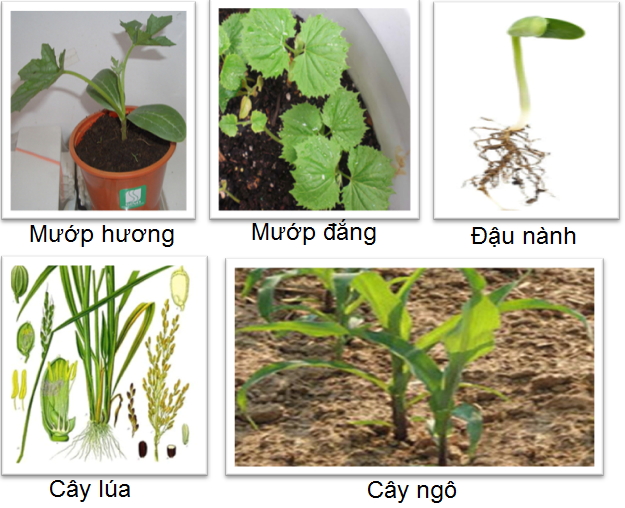 Mướp hương
Mướp đắng
Đậu nành
Cây lúa
Cây ngô